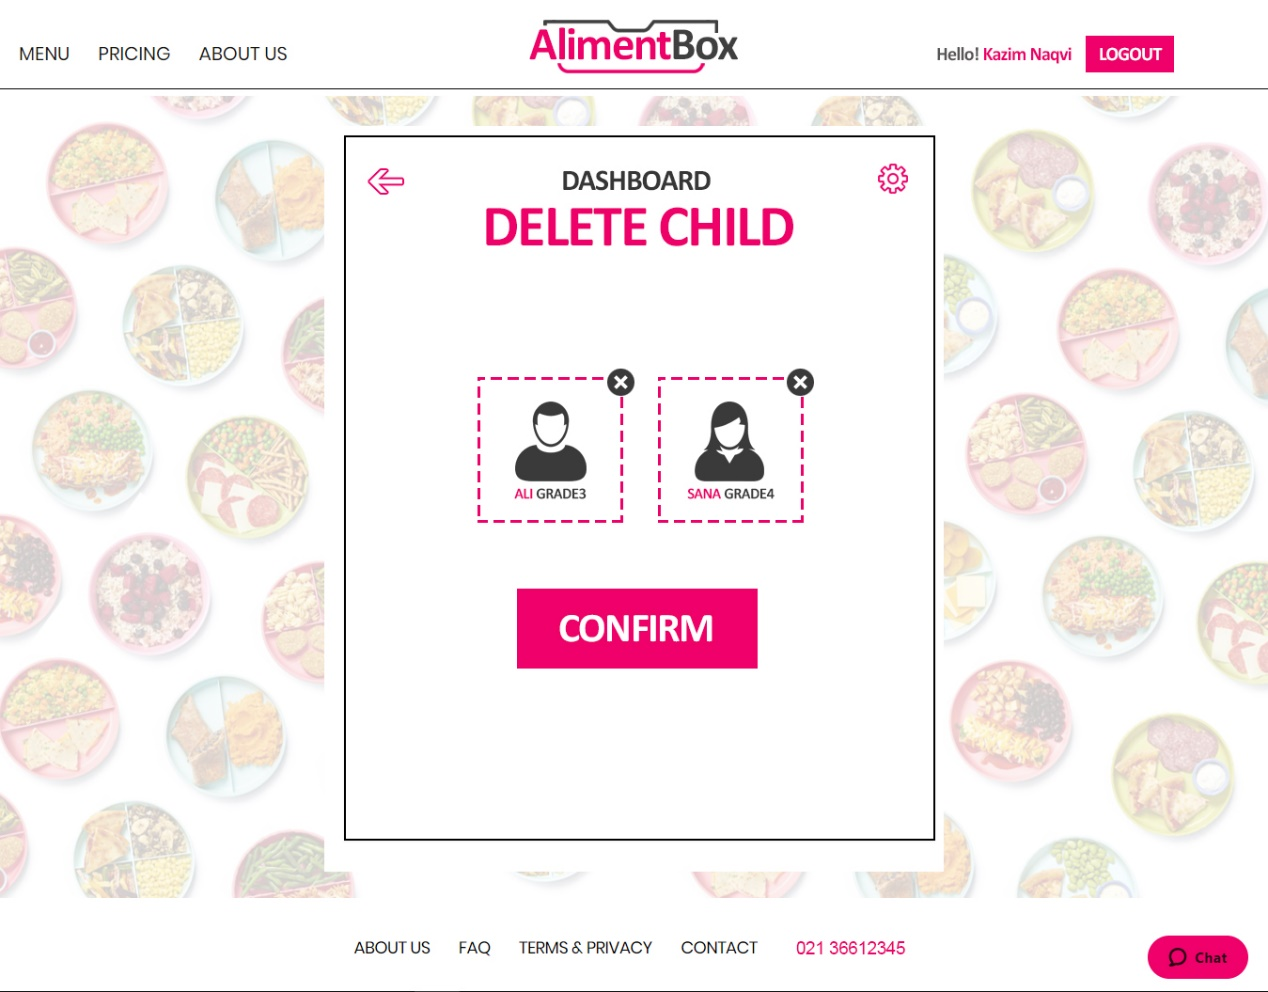 MENU PRICING ABOUT US
AlimentBox
Hello! Kazim Naqvi
LOGOUT
DASHBOARD
DELETE CHILD
ALI GRADE3
SANA GRADE4
CONFIRM
ABOUT US FAQ TERMS & PRIVACY CONTACT 021 36612345
Chat